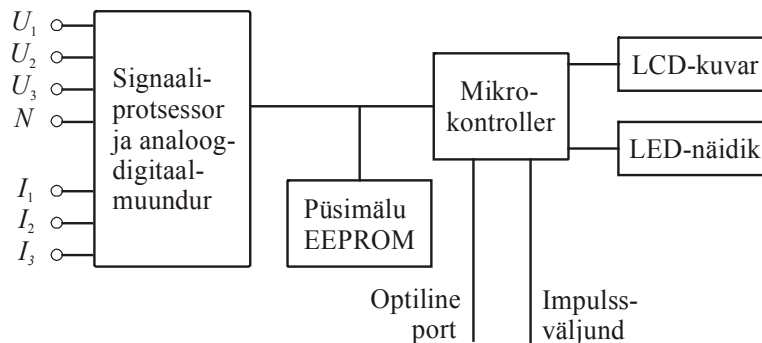 U1
U2
U3
N
I1
I2
I3
Signaali-
protsessor
ja analoog-
digitaal-
muundur
Püsimälu
EEPROM
Mikro-
kontroller
LCD-kuvar
LED-näidik
Optiline
port
Impulss-
väljund